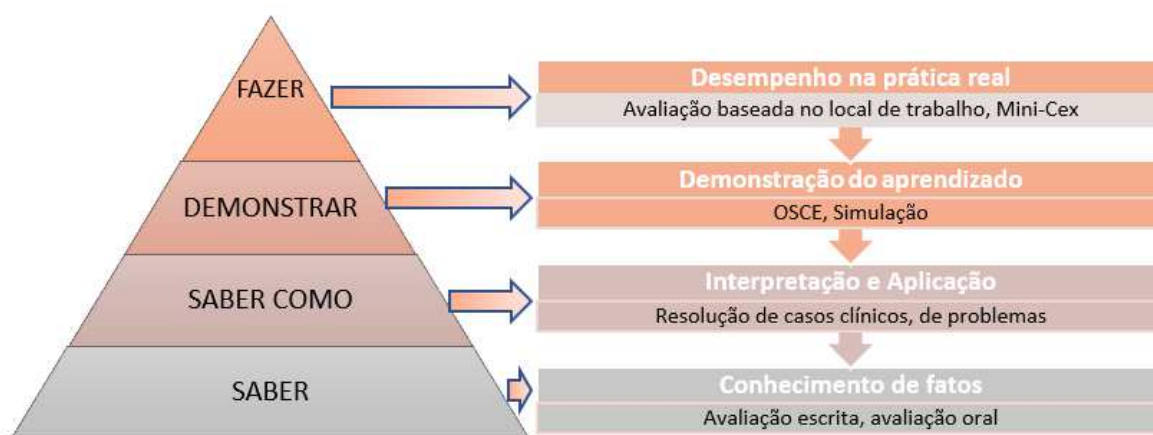 FAZER
Desempenho na prática real
Avaliação baseada no local de trabalho, Mini-Cex
DEMONSTRAR
Demonstração do aprendizado
OSCE, Simulação
SABER COMO
Interpretação e Aplicação
Resolução de casos clínicos, de problemas
SABER
Conhecimento de fatos
Avaliação escrita, avaliação oral